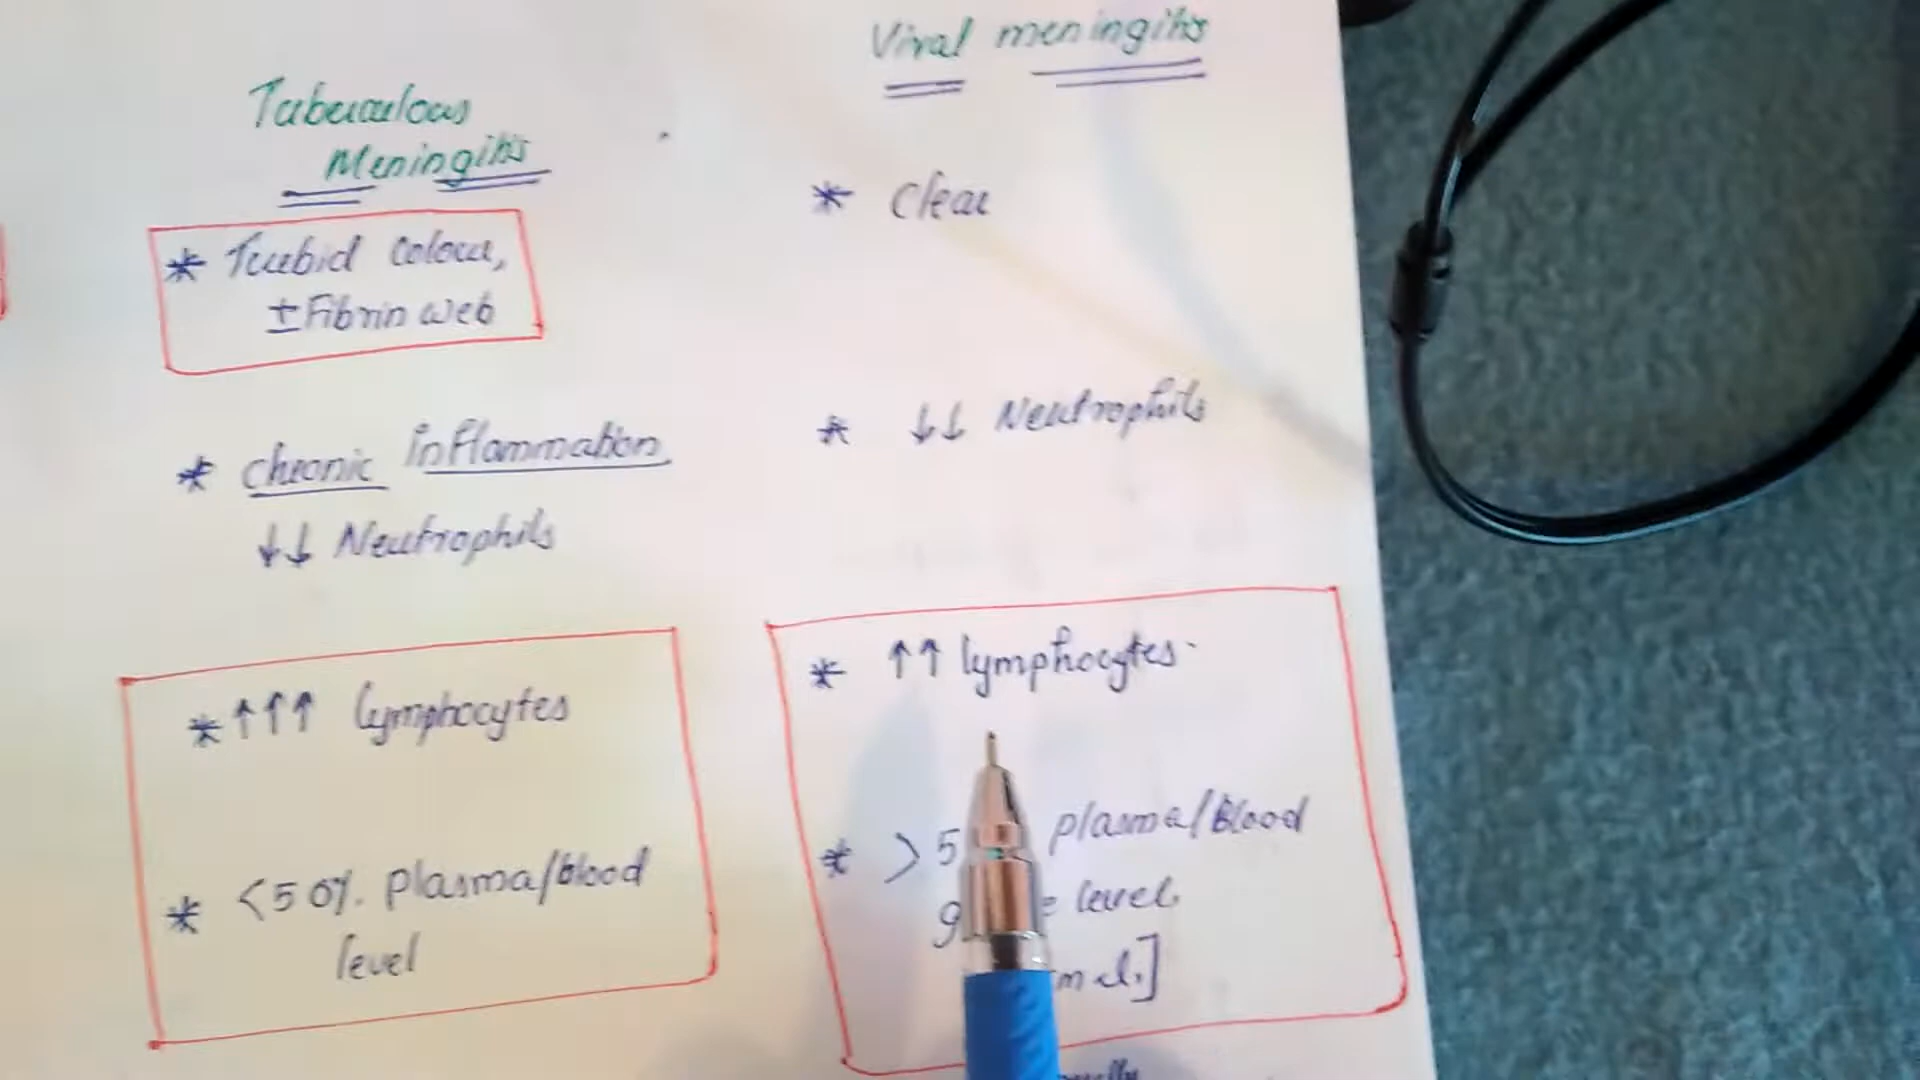 Tuberculous
Meningitis
* Turbid colour,
± Fibrin web
* chronic inflammation
↓↓ Neutrophils
* ↑↑↑ lymphocytes
* <50% plasma/blood
level
Viral meningitis
* Clear
* ↓↓ Neutrophils
* ↑↑ lymphocytes.
* >5 plasma/blood
level.